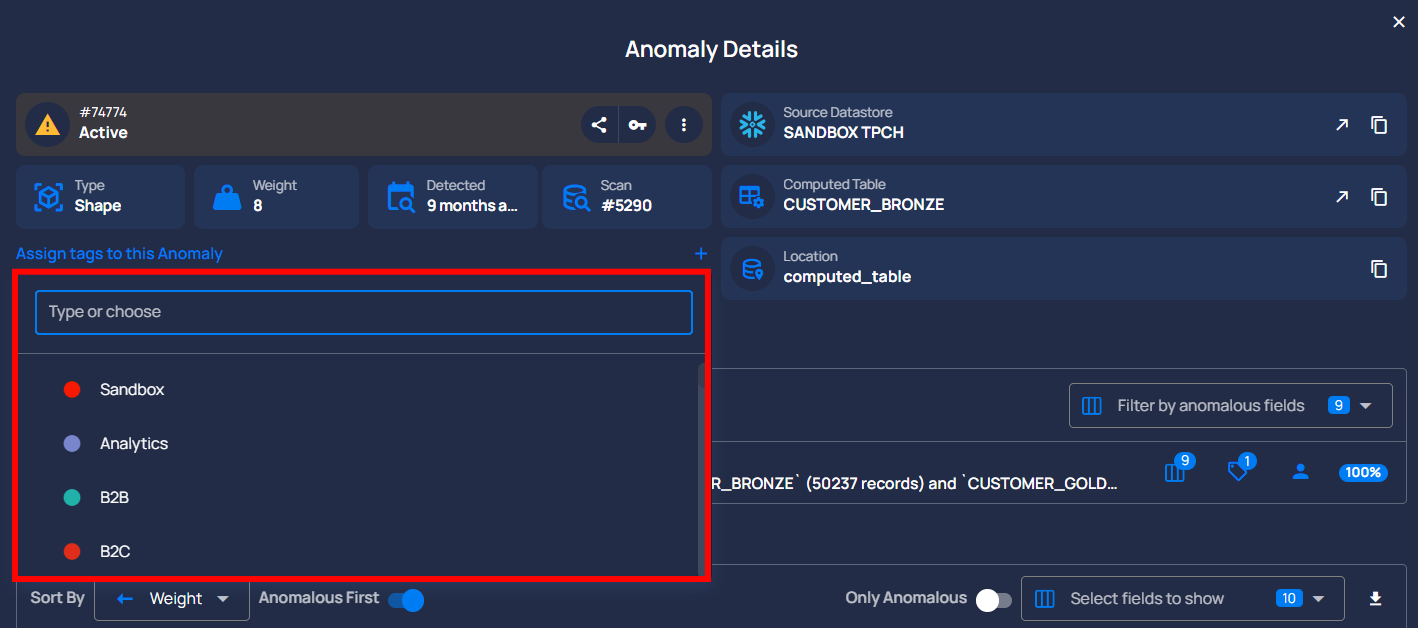 Anomaly Details
#74774
Active
Source Datastore
SANDBOX TPCH
Type
Shape
Weight
8
Detected
9 months a...
Scan
#5290
Computed Table
CUSTOMER_BRONZE
Assign tags to this Anomaly
Location
computed_table
Type or choose
Sandbox
Analytics
B2B
B2C
Filter by anomalous fields 9
R_BRONZE` (50237 records) and `CUSTOMER_GOLD...
9
1
100%
Sort By
Weight
Anomalous First
Only Anomalous
Select fields to show 10